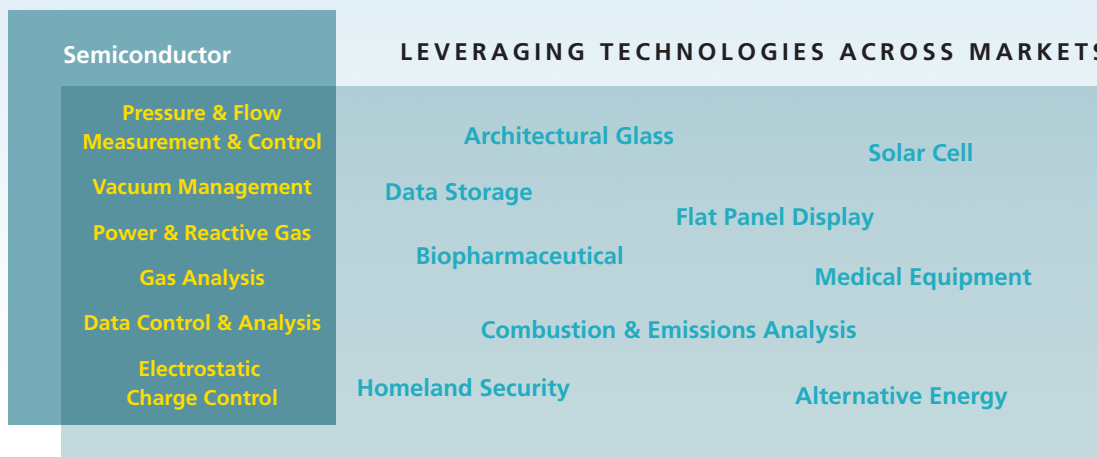 Semiconductor
LEVERAGING TECHNOLOGIES ACROSS MARKETS
Pressure & Flow
Measurement & Control
Vacuum Management
Power & Reactive Gas
Gas Analysis
Data Control & Analysis
Electrostatic
Charge Control
Architectural Glass
Solar Cell
Data Storage
Flat Panel Display
Biopharmaceutical
Medical Equipment
Combustion & Emissions Analysis
Homeland Security
Alternative Energy